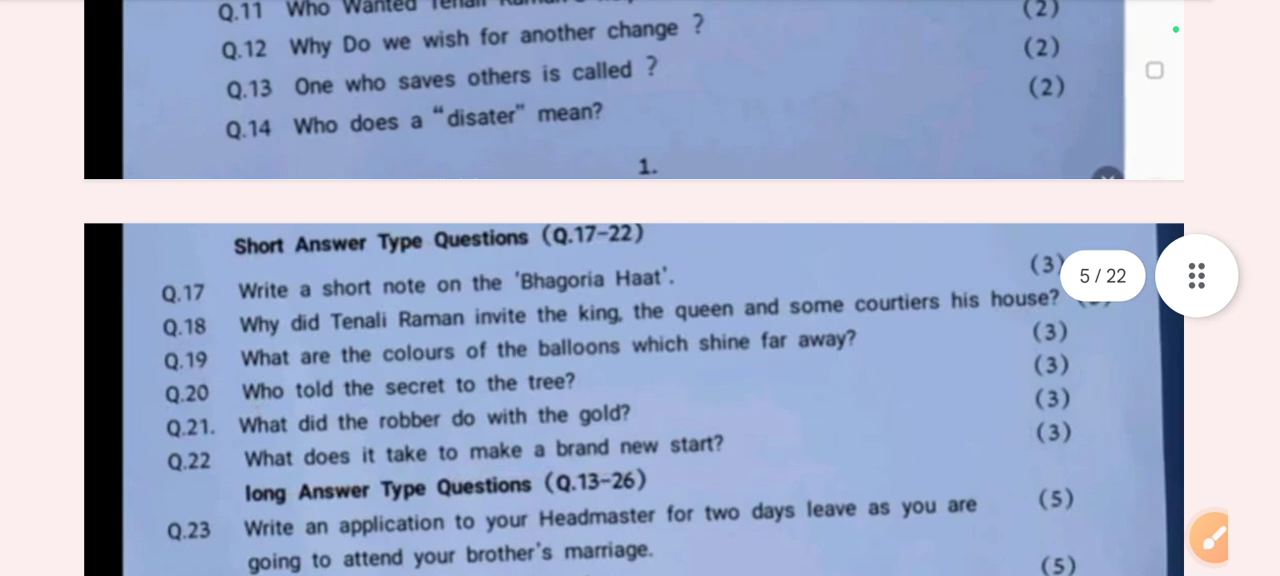 Q.11 Who Wanted Tenali
Q.12 Why Do we wish for another change ? (2)
Q.13 One who saves others is called ? (2)
Q.14 Who does a “disater” mean? (2)
1.
Short Answer Type Questions (Q.17-22)
Q.17 Write a short note on the 'Bhagoria Haat'. (3)
Q.18 Why did Tenali Raman invite the king, the queen and some courtiers his house?
Q.19 What are the colours of the balloons which shine far away? (3)
Q.20 Who told the secret to the tree? (3)
Q.21. What did the robber do with the gold? (3)
Q.22 What does it take to make a brand new start? (3)
long Answer Type Questions (Q.13-26)
Q.23 Write an application to your Headmaster for two days leave as you are (5)
going to attend your brother's marriage.
(5)
5 / 22